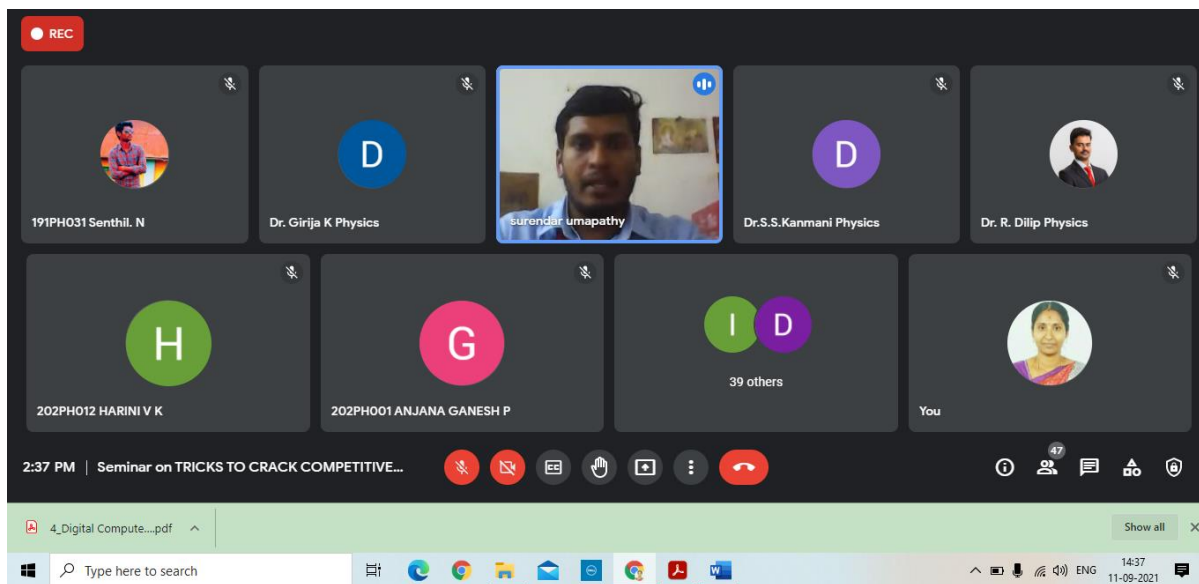 REC
191PH031 Senthil. N
D
Dr. Girija K Physics
surendar umapathy
D
Dr.S.S.Kanmani Physics
Dr. R. Dilip Physics
H
202PH012 HARINI V K
G
202PH001 ANJANA GANESH P
I D
39 others
You
2:37 PM | Seminar on TRICKS TO CRACK COMPETITIVE...
CC
47
4_Digital Compute....pdf
Show all
Type here to search
ENG
14:37
11-09-2021